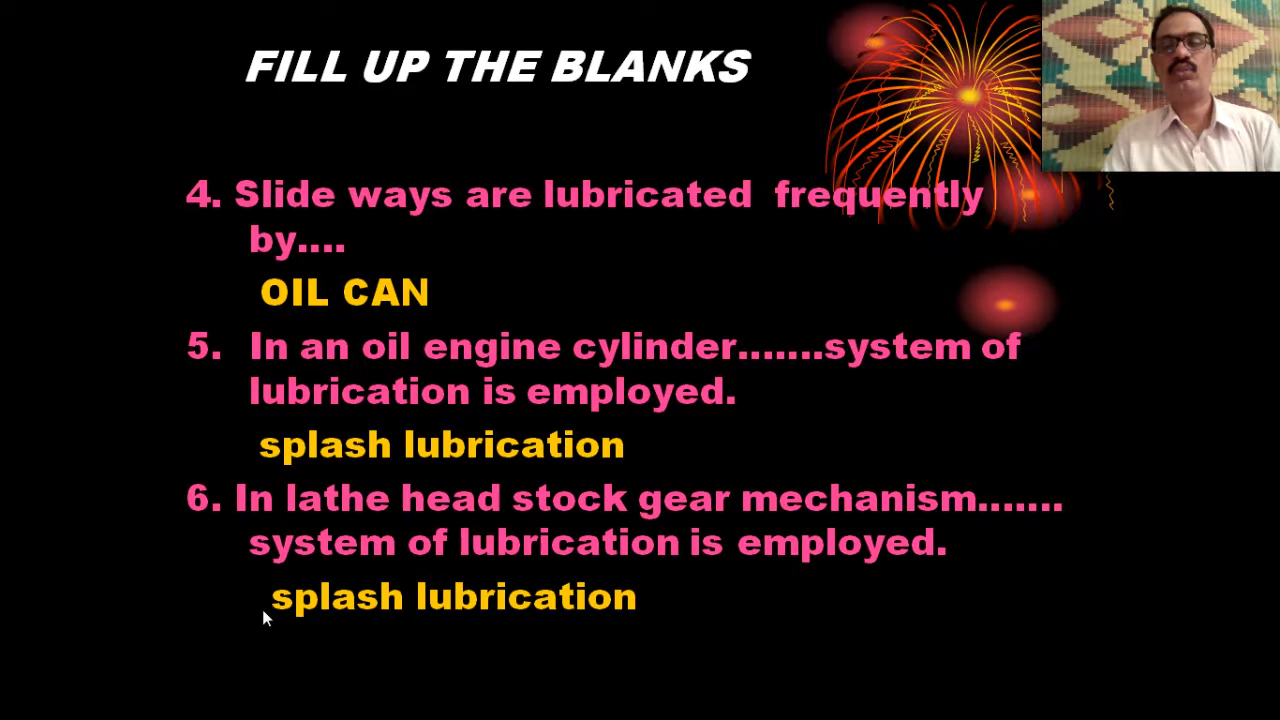 FILL UP THE BLANKS
4. Slide ways are lubricated frequently
by....
OIL CAN
5. In an oil engine cylinder.......system of
lubrication is employed.
splash lubrication
6. In lathe head stock gear mechanism.......
system of lubrication is employed.
splash lubrication